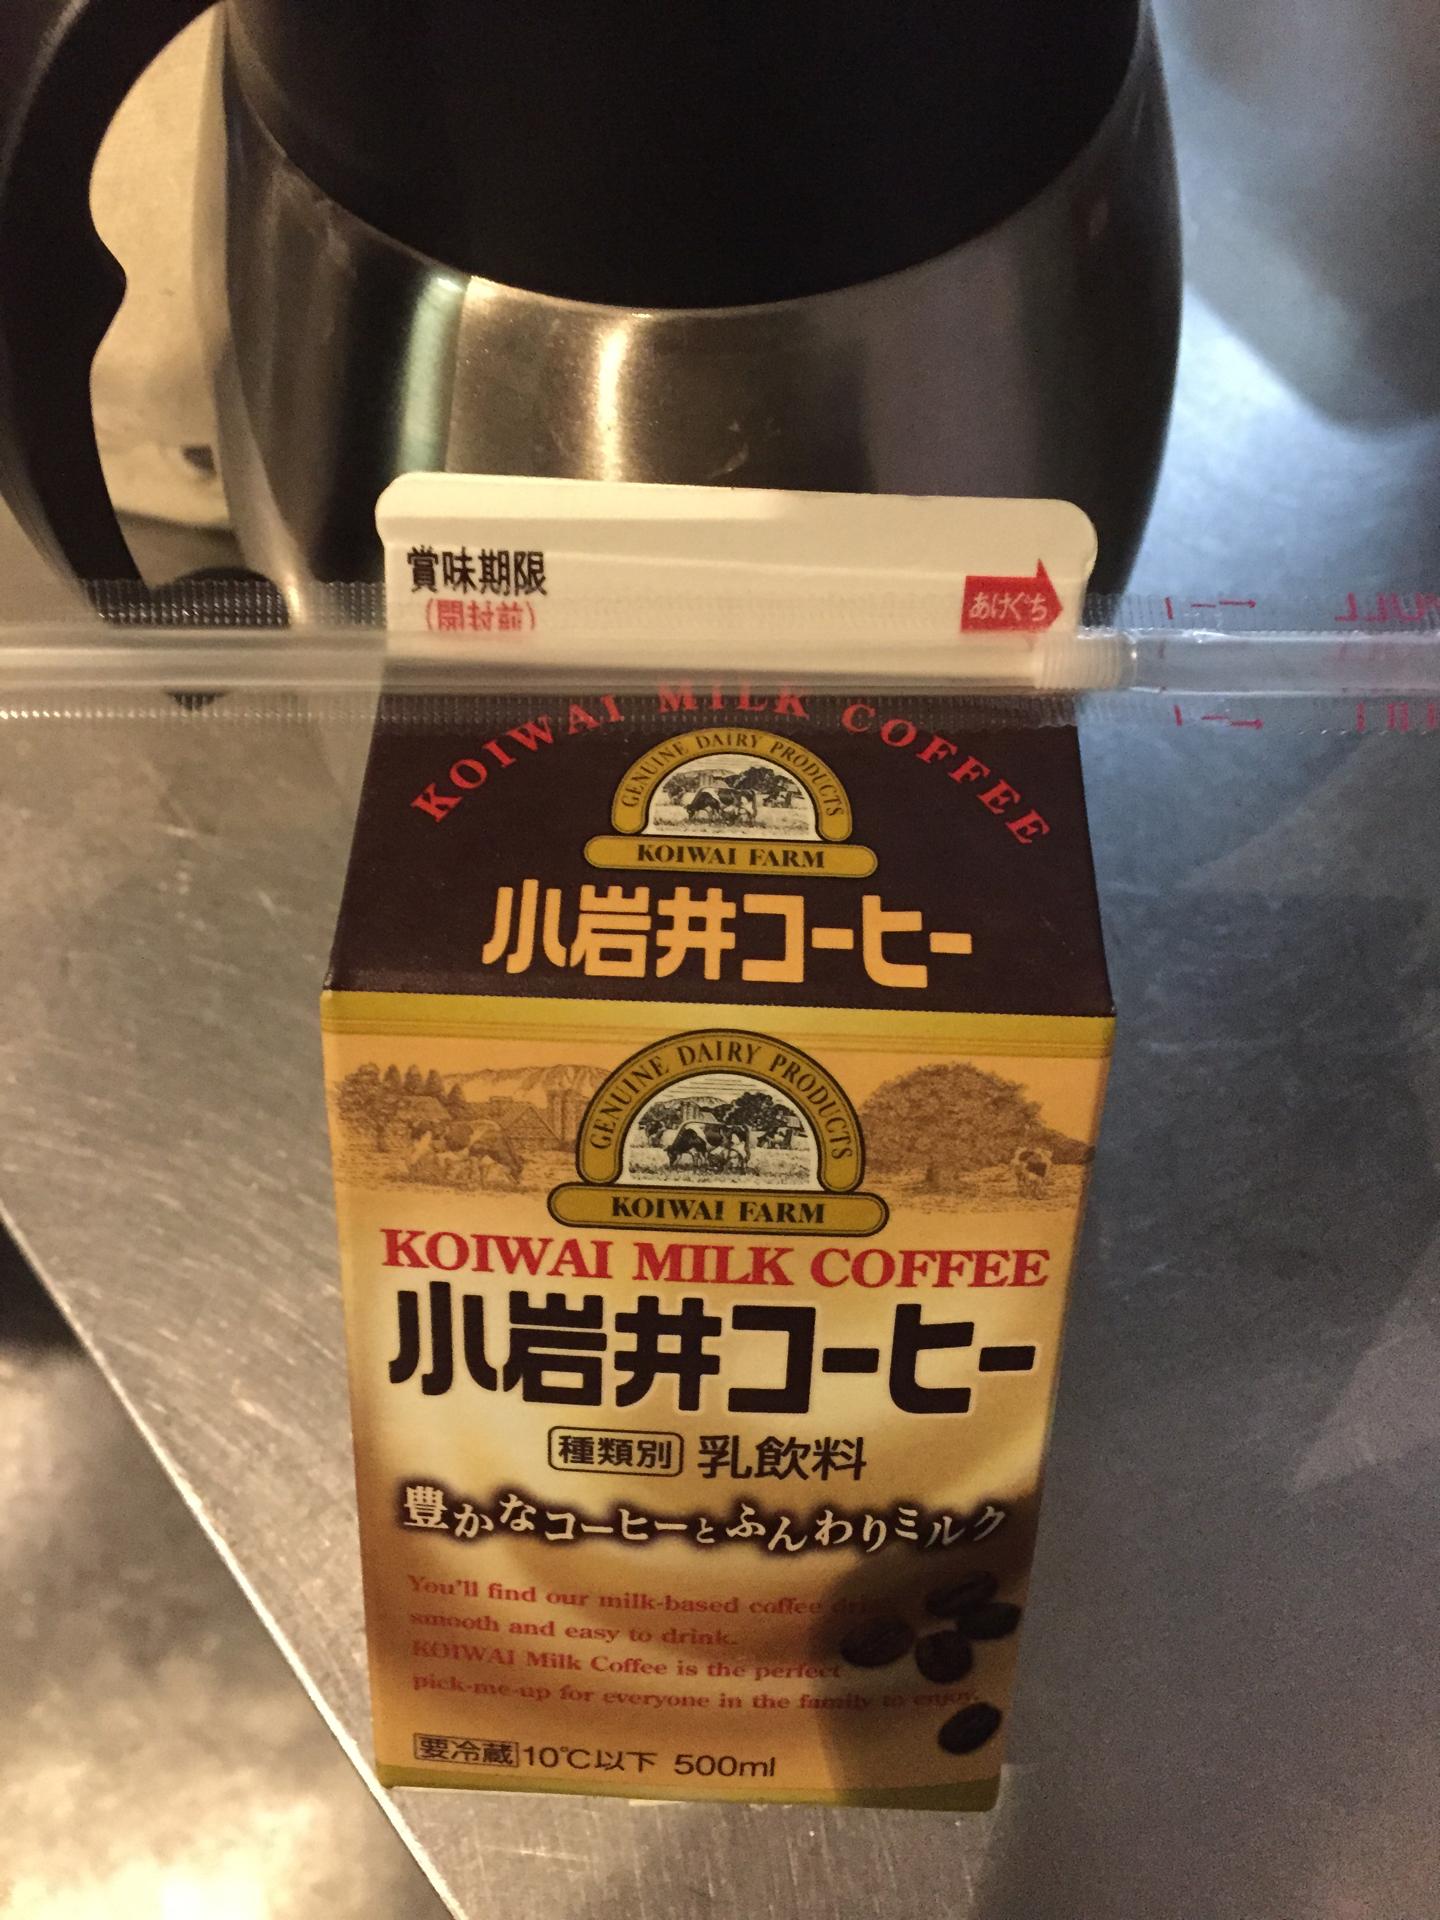 賞味期限
(開封前)
あけぐち
KOIWAI MILK COFFEE
GENUINE DAIRY PRODUCTS
KOIWAI FARM
小岩井コーヒー
GENUINE DAIRY PRODUCTS
KOIWAI FARM
KOIWAI MILK COFFEE
小岩井コーヒー
種類別 乳飲料
豊かなコーヒーとふんわりミルク
You'll find our milk-based coffee
smooth and easy to drink.
KOIWAI Milk Coffee is the perfect
pick-me-up for everyone in the family to enjoy.
要冷蔵 10℃以下 500ml